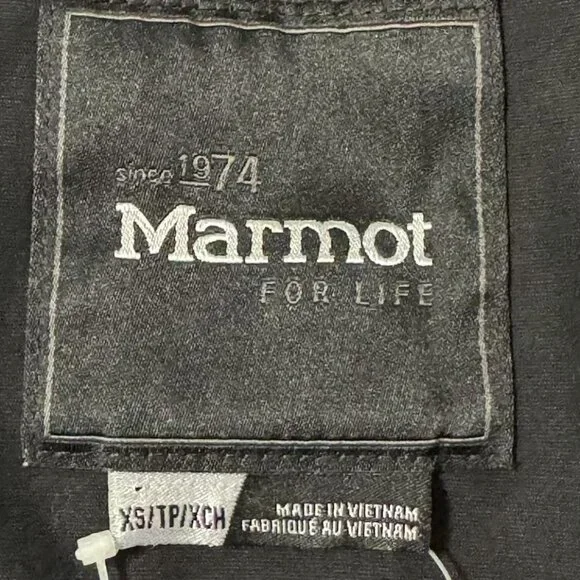 since 1974
Marmot
FOR LIFE
XS/TP/XCH
MADE IN VIETNAM
FABRIQUÉ AU VIETNAM